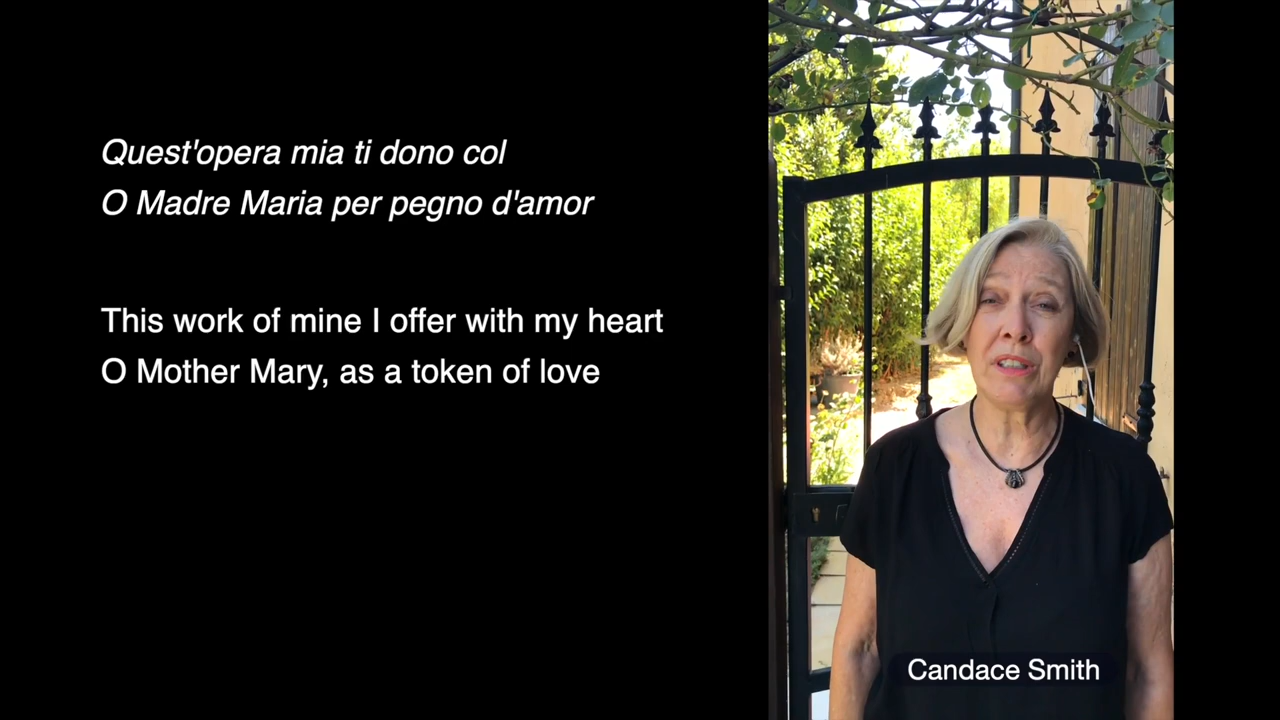 Quest'opera mia ti dono col
O Madre Maria per pegno d'amor
This work of mine I offer with my heart
O Mother Mary, as a token of love
Candace Smith